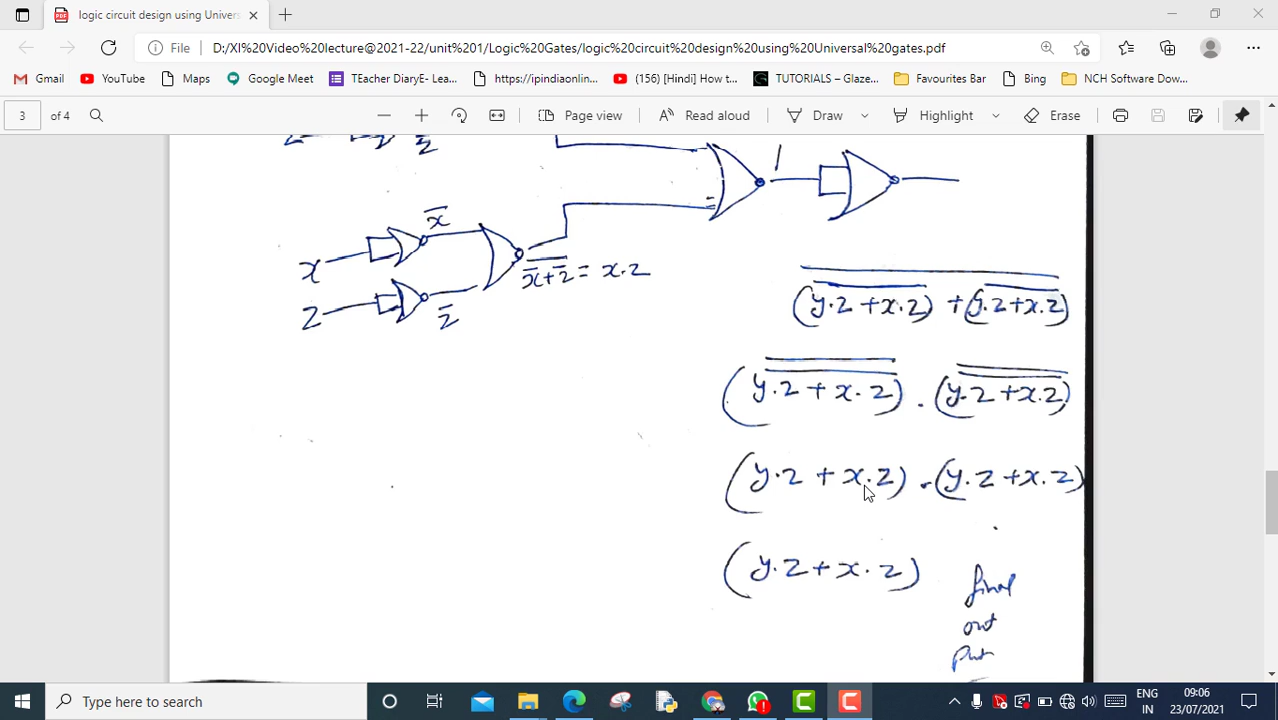 logic circuit design using Univers
File
D:/XI%20Video%20lecture@2021-22/unit%201/Logic%20Gates/logic%20circuit%20design%20using%20Universal%20gates.pdf
Gmail YouTube Maps Google Meet TEacher DiaryE- Lea... https://ipindiaonlin... (156) [Hindi] How t... TUTORIALS – Glaze... Favourites Bar Bing NCH Software Dow...
3 of 4 Page view Read aloud Draw Highlight Erase
z̅
x̅
x
x̅+z̅ = x.z
z
z̅
(y.z + x.z) + (y.z + x.z)
(y.z + x.z) . (y.z + x.z)
(y.z + x.z) . (y.z + x.z)
(y.z + x.z)
final
out
put
Type here to search
ENG
IN
09:06
23/07/2021